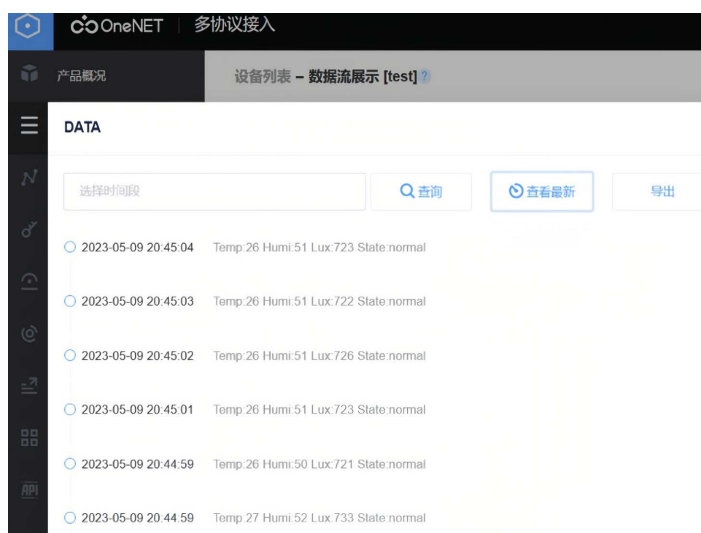 OneNET 多协议接入
产品概况
设备列表 – 数据流展示 [test] ?
DATA
选择时间段 查询 查看最新 导出
2023-05-09 20:45:04 Temp:26 Humi:51 Lux:723 State:normal
2023-05-09 20:45:03 Temp:26 Humi:51 Lux:722 State:normal
2023-05-09 20:45:02 Temp:26 Humi:51 Lux:726 State:normal
2023-05-09 20:45:01 Temp:26 Humi:51 Lux:723 State:normal
2023-05-09 20:44:59 Temp:26 Humi:50 Lux:721 State:normal
API
2023-05-09 20:44:59 Temp:27 Humi:52 Lux:733 State:normal